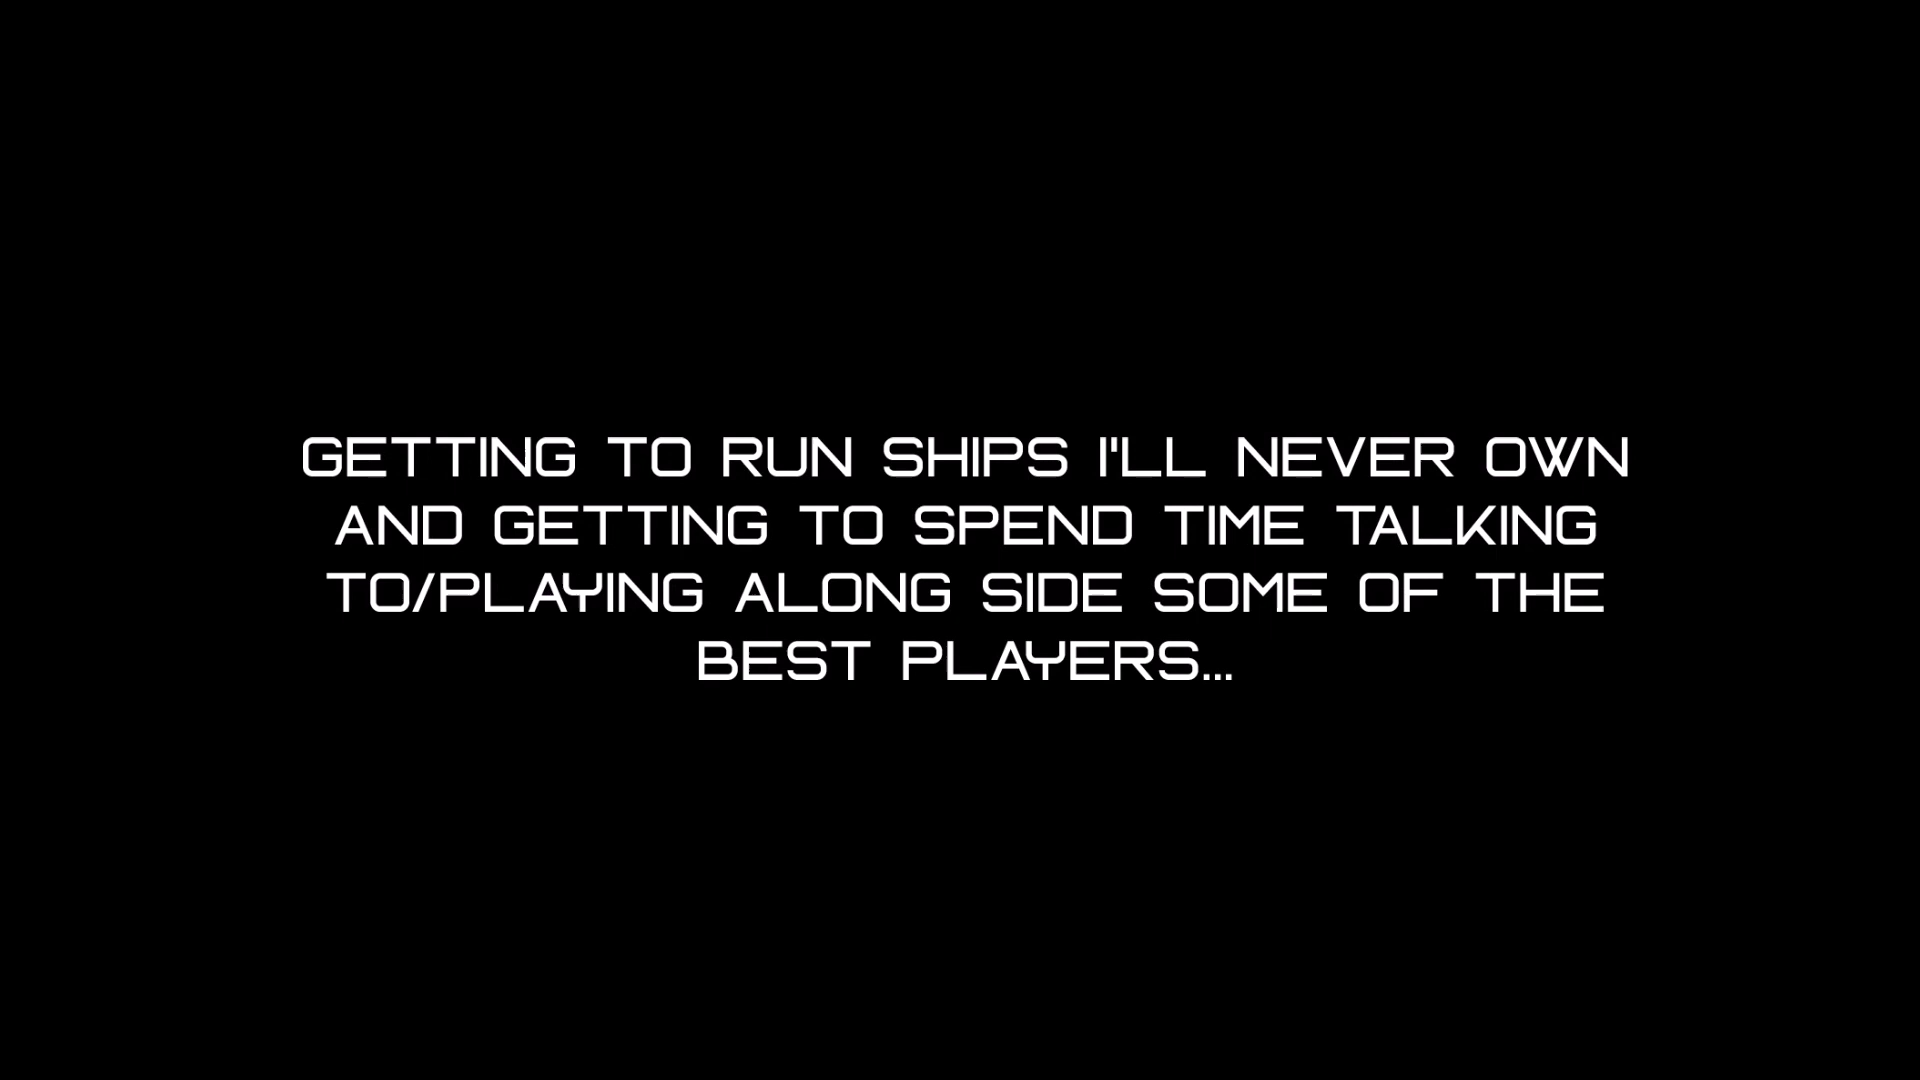 GETTING TO RUN SHIPS I'LL NEVER OWN
AND GETTING TO SPEND TIME TALKING
TO/PLAYING ALONG SIDE SOME OF THE
BEST PLAYERS...